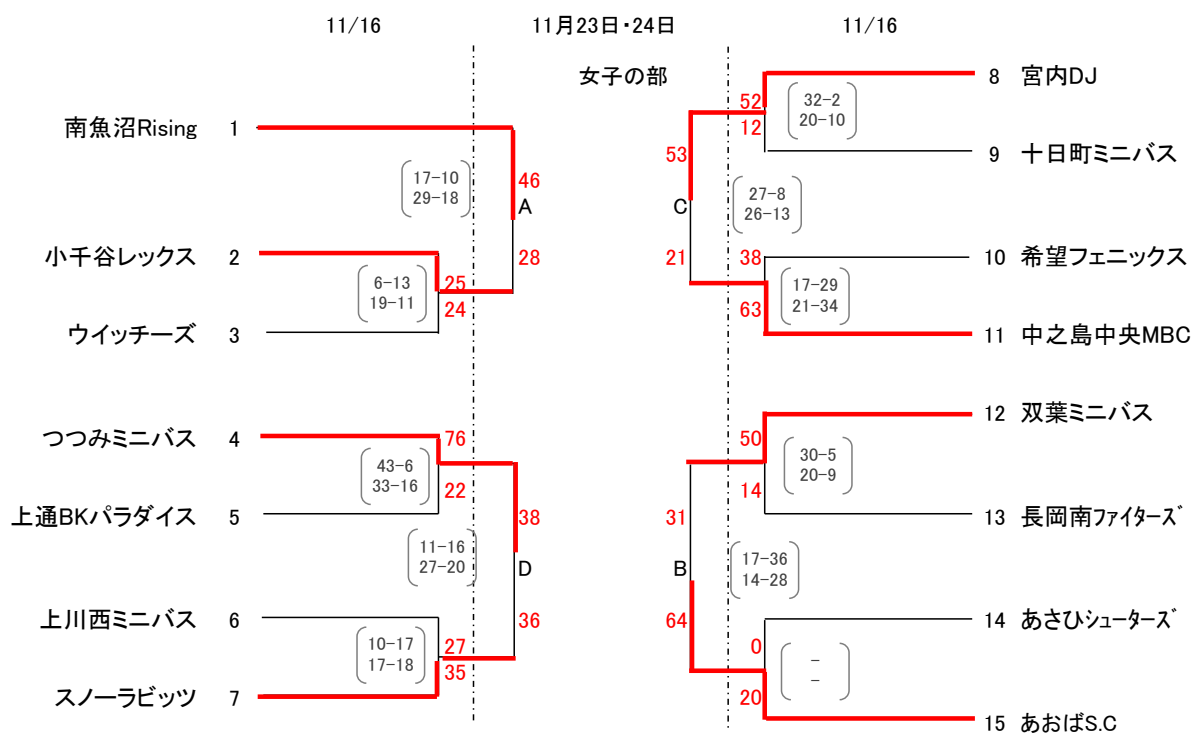 11/16
11月23日・24日
11/16
女子の部
南魚沼Rising 1
17-10
29-18
46
A
28
小千谷レックス 2
6-13
19-11
25
24
ウイッチーズ 3
つつみミニバス 4
76
43-6
33-16
22
上通BKパラダイス 5
38
11-16
27-20
D
36
上川西ミニバス 6
10-17
17-18
27
35
スノーラビッツ 7
8 宮内DJ
52
12
32-2
20-10
9 十日町ミニバス
53
C
21
27-8
26-13
10 希望フェニックス
38
63
17-29
21-34
11 中之島中央MBC
12 双葉ミニバス
50
14
30-5
20-9
13 長岡南ファイターズ
31
B
64
17-36
14-28
14 あさひシューターズ
0
20
-
-
15 あおばS.C